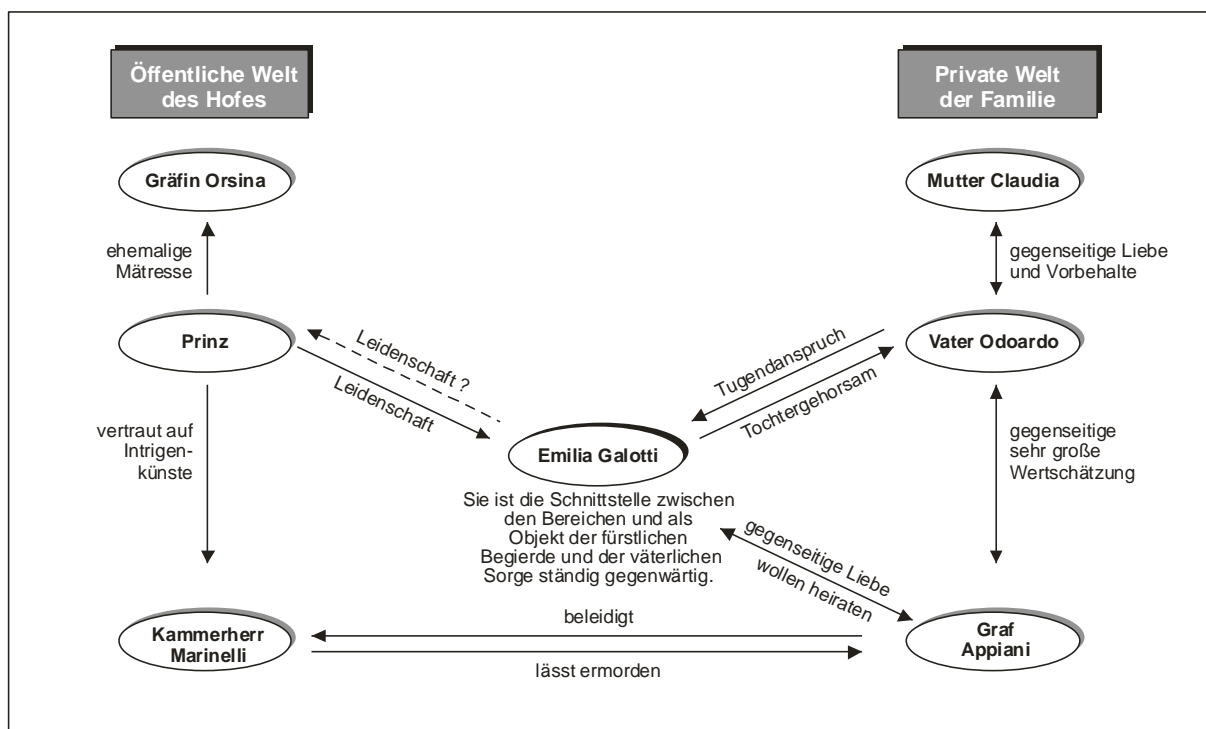 Öffentliche Welt
des Hofes
Private Welt
der Familie
Gräfin Orsina
Mutter Claudia
ehemalige
Mätresse
gegenseitige Liebe
und Vorbehalte
Prinz
Vater Odoardo
Leidenschaft ?
Leidenschaft
Tugendanspruch
Tochtergehorsam
vertraut auf
Intrigen-
künste
Emilia Galotti
gegenseitige
sehr große
Wertschätzung
Sie ist die Schnittstelle zwischen
den Bereichen und als
Objekt der fürstlichen
Begierde und der väterlichen
Sorge ständig gegenwärtig.
gegenseitige Liebe
wollen heiraten
beleidigt
Kammerherr
Marinelli
Graf
Appiani
lässt ermorden